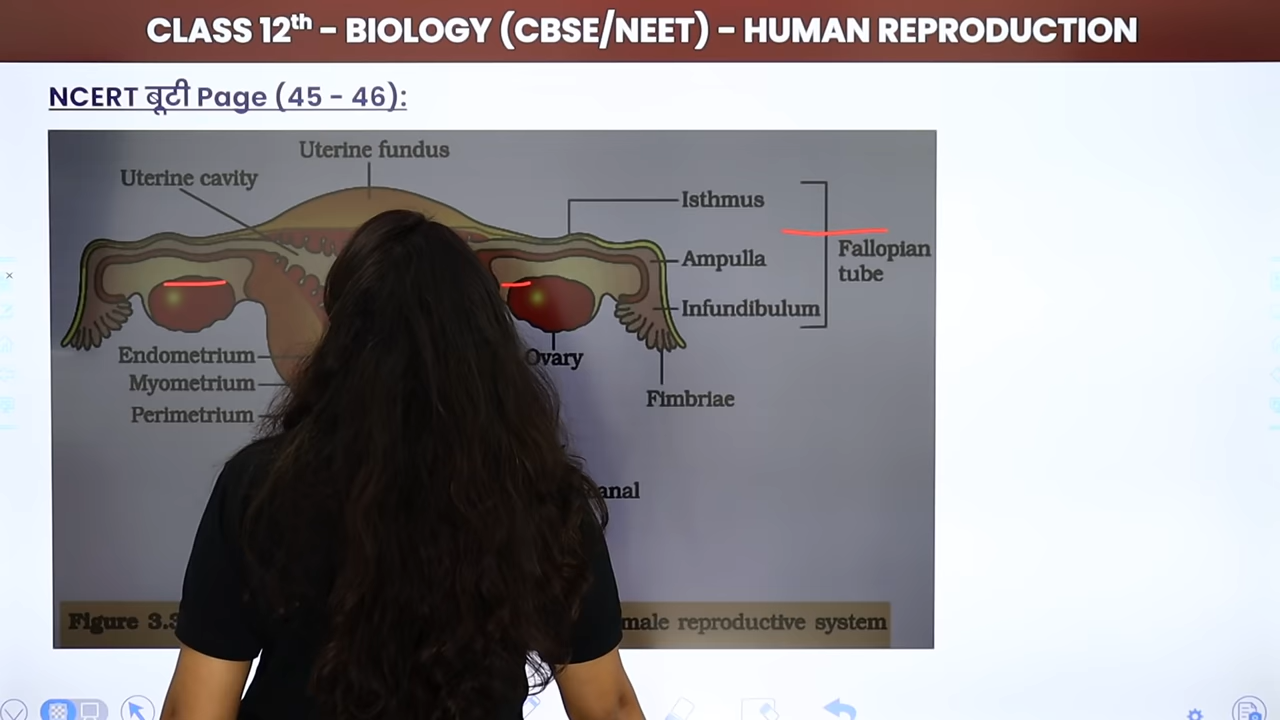 CLASS 12th - BIOLOGY (CBSE/NEET) - HUMAN REPRODUCTION
NCERT बूटी Page (45 - 46):
Uterine fundus
Uterine cavity
Isthmus
Ampulla
Fallopian
tube
Infundibulum
Endometrium
Ovary
Myometrium
Fimbriae
Perimetrium
anal
Figure 3.3
male reproductive system